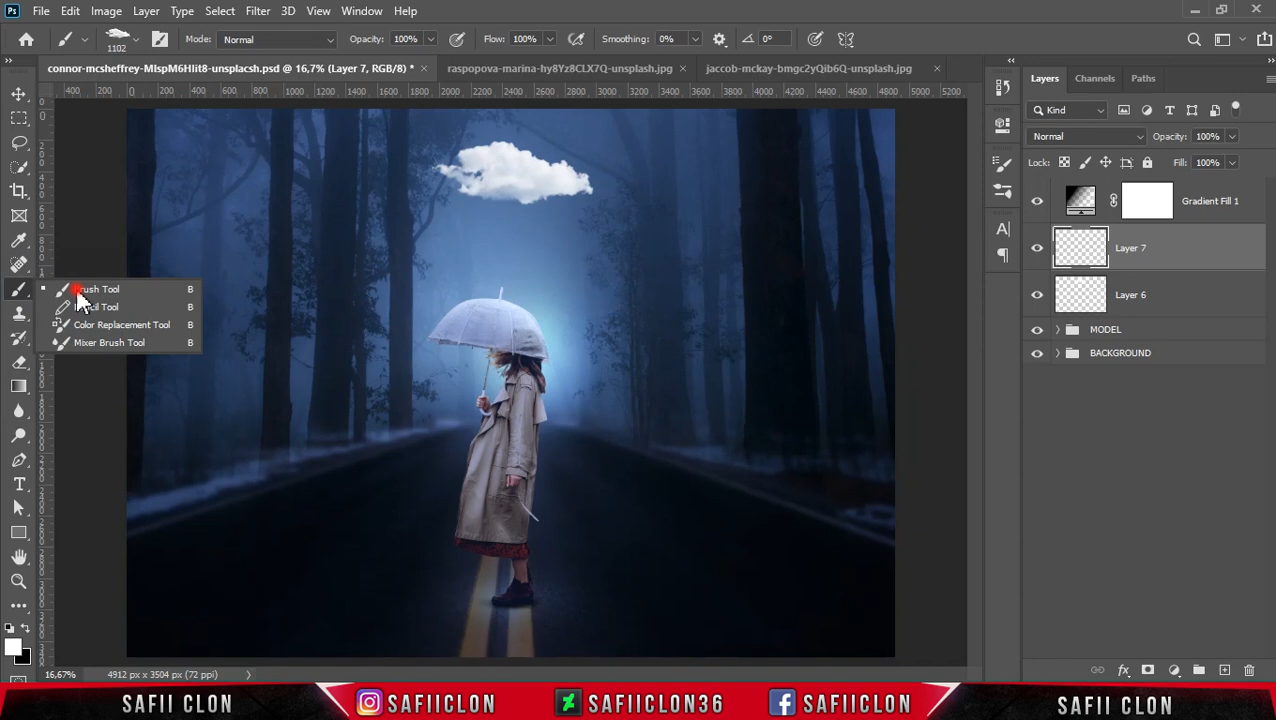 Ps File Edit Image Layer Type Select Filter 3D View Window Help
1102 Mode: Normal Opacity: 100% Flow: 100% Smoothing: 0% 0°
connor-mcsheffrey-MIspM6HIit8-unsplacsh.psd @ 16,7% (Layer 7, RGB/8) * raspopova-marina-hy8Yz8CLX7Q-unsplash.jpg jaccob-mckay-bmgc2yQib6Q-unsplash.jpg
400 200 0 200 400 600 800 1000 1200 1400 1600 1800 2000 2200 2400 2600 2800 3000 3200 3400 3600 3800 4000 4200 4400 4600 4800 5000 5200
Layers Channels Paths
Kind
Normal Opacity: 100%
Lock: Fill: 100%
Gradient Fill 1
Layer 7
Layer 6
MODEL
BACKGROUND
Brush Tool B
Tool B
Color Replacement Tool B
Mixer Brush Tool B
16,67% 4912 px x 3504 px (72 ppi)
SAFII CLON SAFIICLON SAFIICLON36 SAFIICLON SAFII CLON